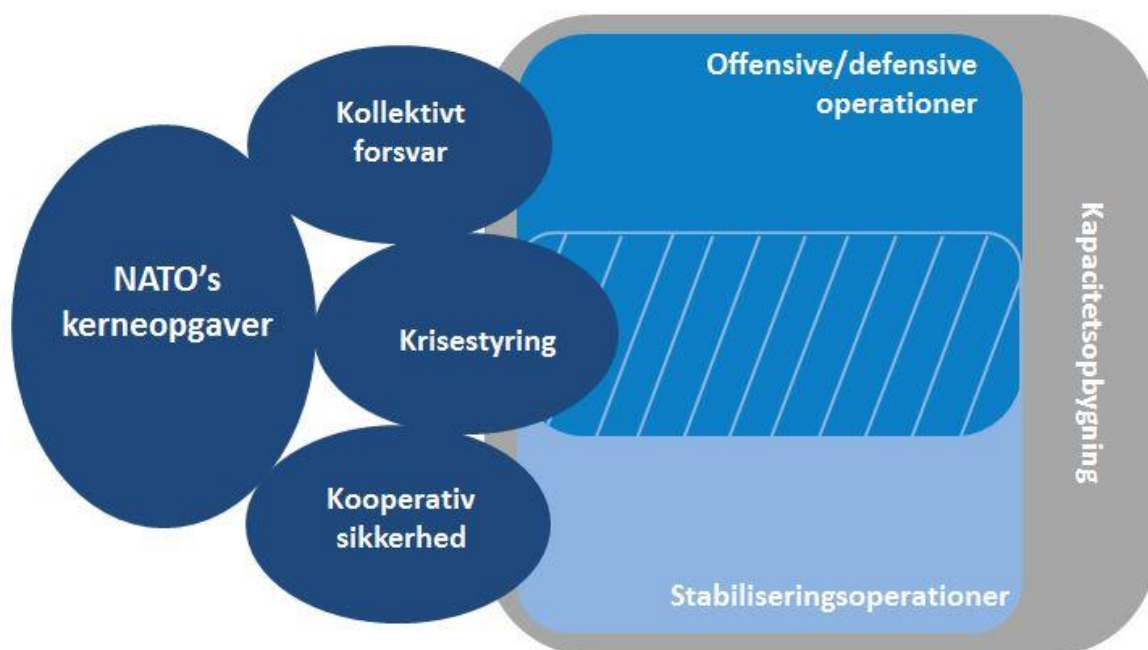 NATO's
kerneopgaver
Kollektivt
forsvar
Krisestyring
Kooperativ
sikkerhed
Offensive/defensive
operationer
Stabiliseringsoperationer
Kapacitetsopbygning